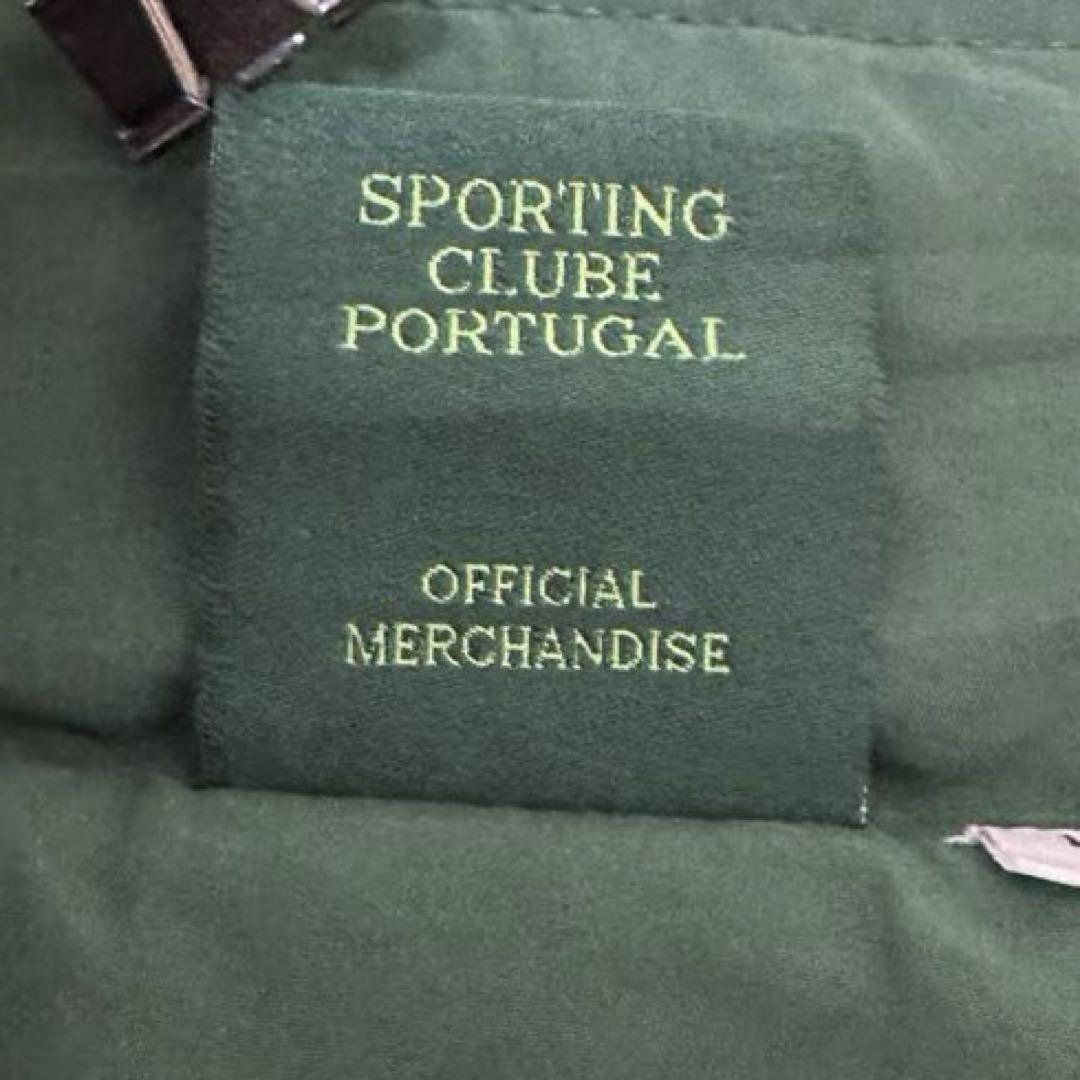 SPORTING
CLUBE
PORTUGAL
OFFICIAL
MERCHANDISE